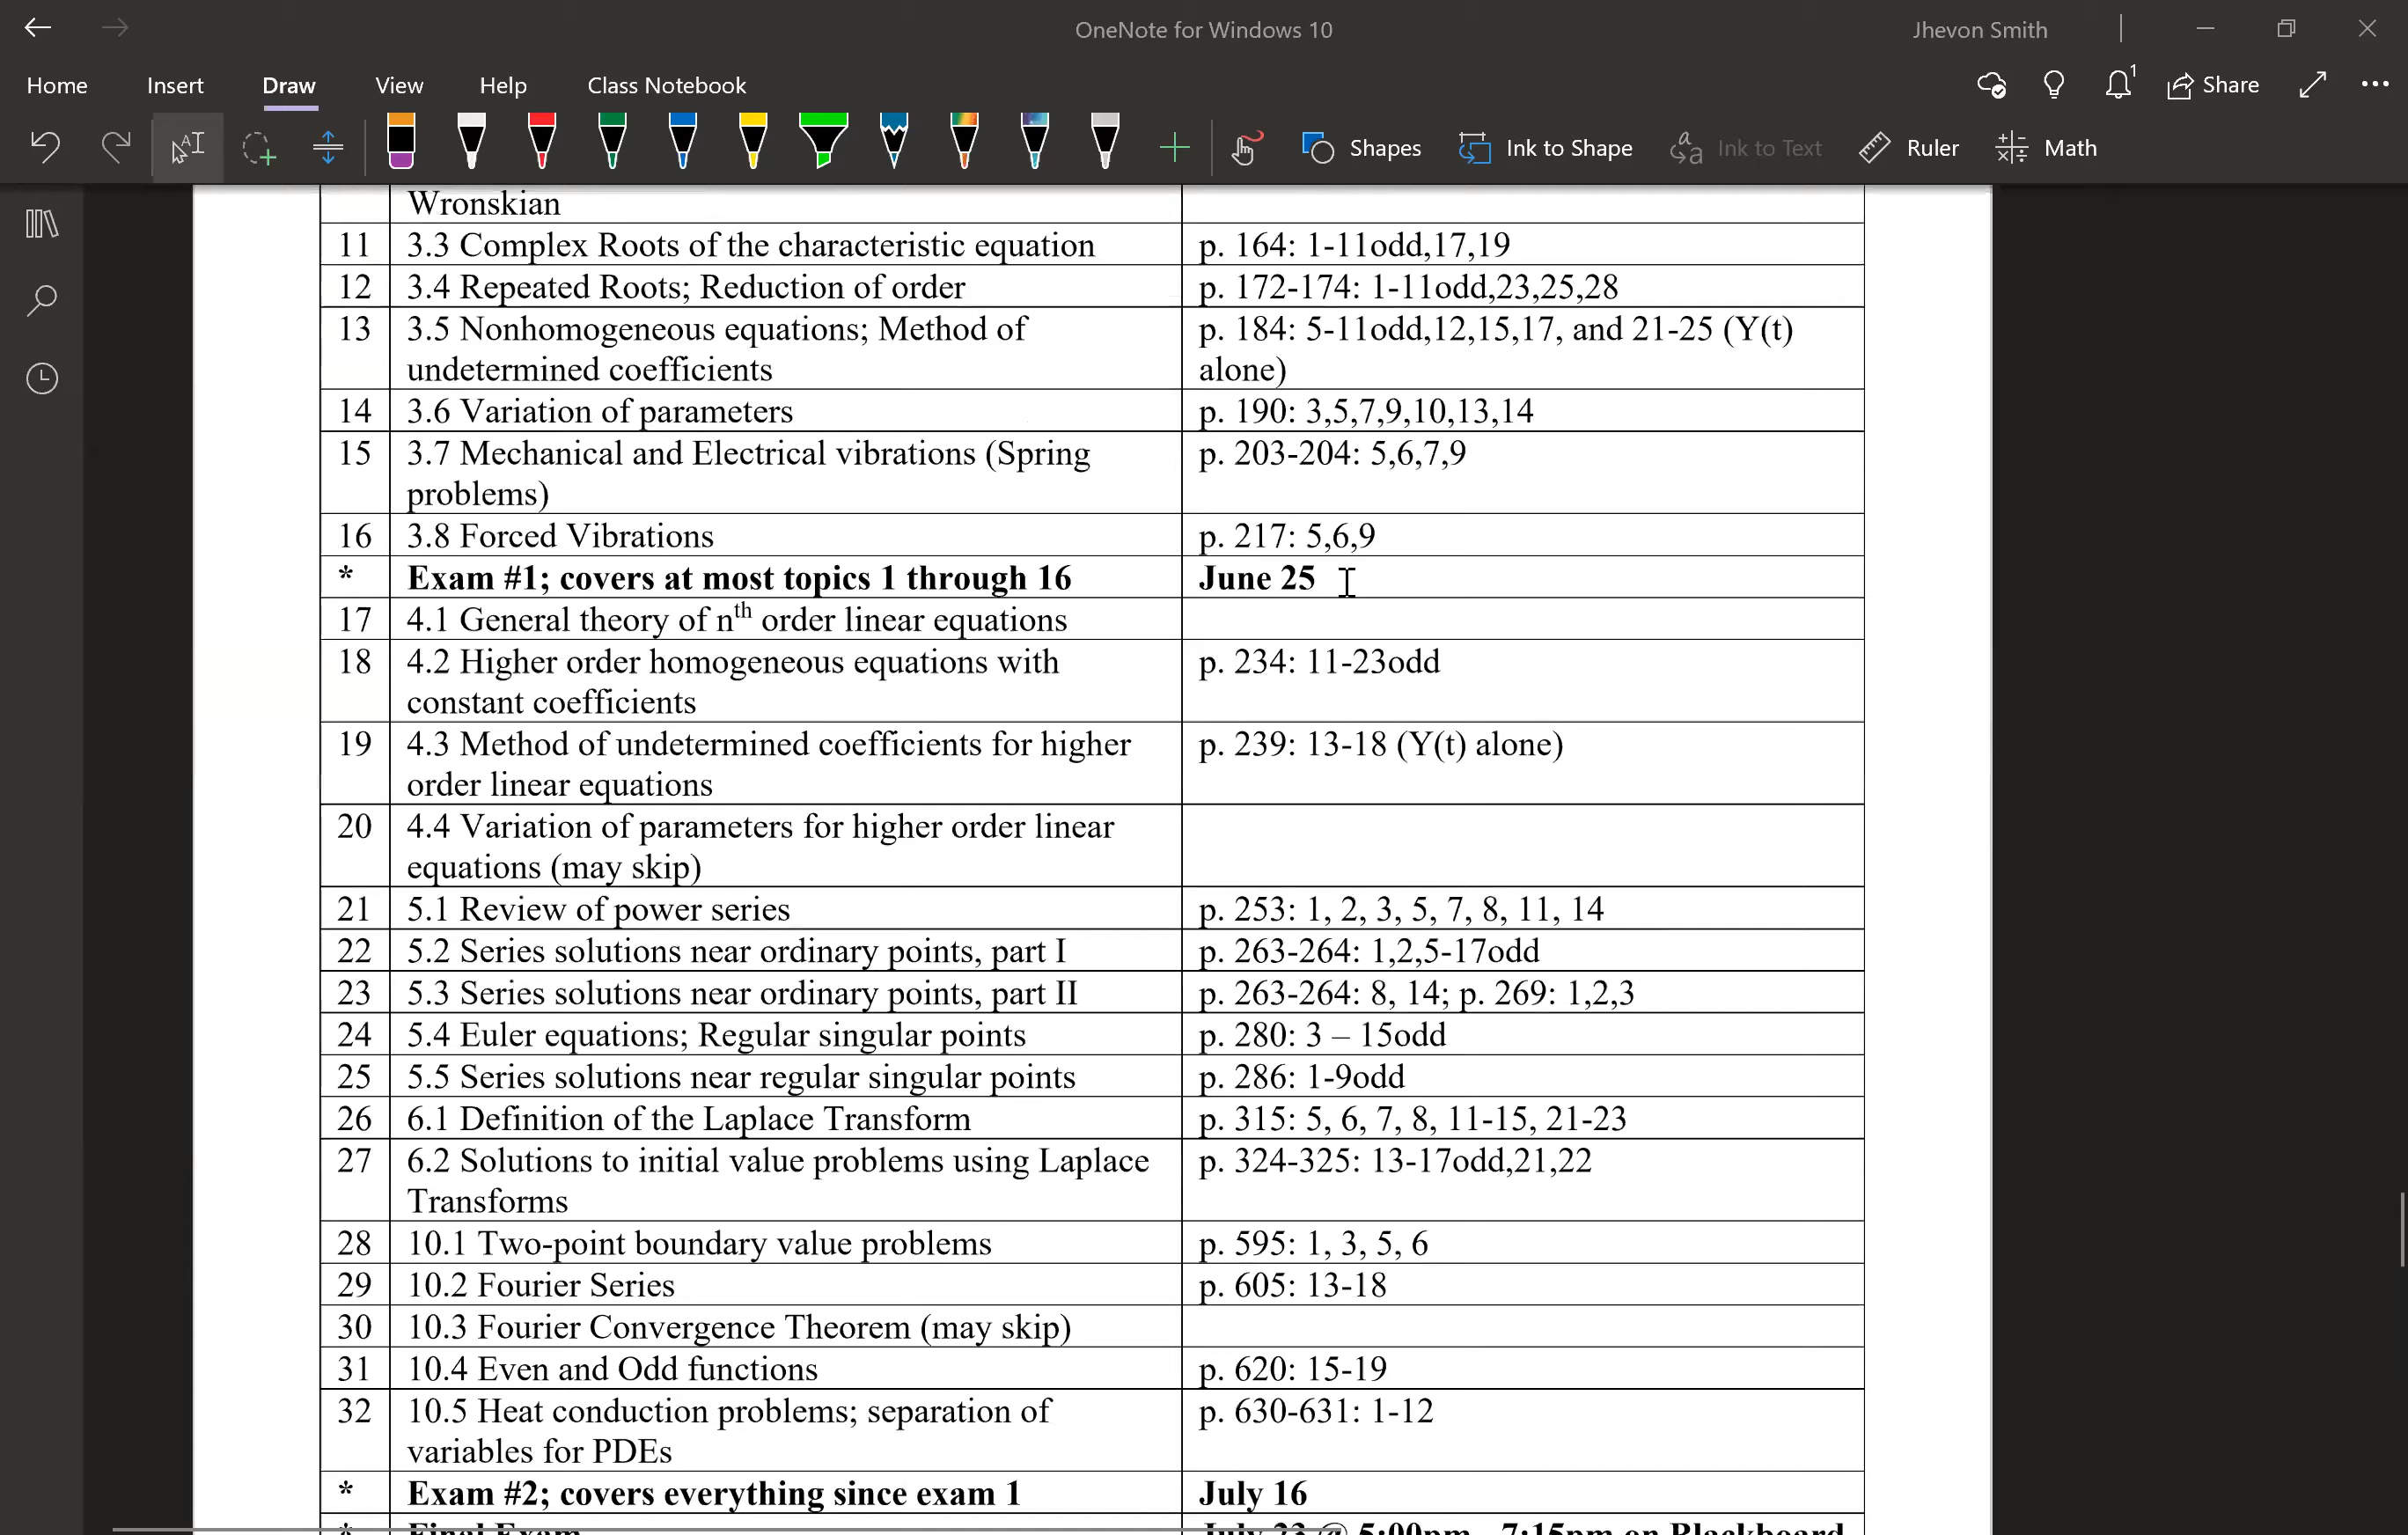 OneNote for Windows 10
Jhevon Smith
Home Insert Draw View Help Class Notebook
1
Share
Shapes Ink to Shape Ink to Text Ruler Math
Wronskian
11 3.3 Complex Roots of the characteristic equation p. 164: 1-11odd,17,19
12 3.4 Repeated Roots; Reduction of order p. 172-174: 1-11odd,23,25,28
13 3.5 Nonhomogeneous equations; Method of p. 184: 5-11odd,12,15,17, and 21-25 (Y(t)
undetermined coefficients alone)
14 3.6 Variation of parameters p. 190: 3,5,7,9,10,13,14
15 3.7 Mechanical and Electrical vibrations (Spring p. 203-204: 5,6,7,9
problems)
16 3.8 Forced Vibrations p. 217: 5,6,9
* Exam #1; covers at most topics 1 through 16 June 25
17 4.1 General theory of nth order linear equations
18 4.2 Higher order homogeneous equations with p. 234: 11-23odd
constant coefficients
19 4.3 Method of undetermined coefficients for higher p. 239: 13-18 (Y(t) alone)
order linear equations
20 4.4 Variation of parameters for higher order linear
equations (may skip)
21 5.1 Review of power series p. 253: 1, 2, 3, 5, 7, 8, 11, 14
22 5.2 Series solutions near ordinary points, part I p. 263-264: 1,2,5-17odd
23 5.3 Series solutions near ordinary points, part II p. 263-264: 8, 14; p. 269: 1,2,3
24 5.4 Euler equations; Regular singular points p. 280: 3 – 15odd
25 5.5 Series solutions near regular singular points p. 286: 1-9odd
26 6.1 Definition of the Laplace Transform p. 315: 5, 6, 7, 8, 11-15, 21-23
27 6.2 Solutions to initial value problems using Laplace p. 324-325: 13-17odd,21,22
Transforms
28 10.1 Two-point boundary value problems p. 595: 1, 3, 5, 6
29 10.2 Fourier Series p. 605: 13-18
30 10.3 Fourier Convergence Theorem (may skip)
31 10.4 Even and Odd functions p. 620: 15-19
32 10.5 Heat conduction problems; separation of p. 630-631: 1-12
variables for PDEs
* Exam #2; covers everything since exam 1 July 16
* Final Exam July 23 @ 5:00pm - 7:15pm on Blackboard